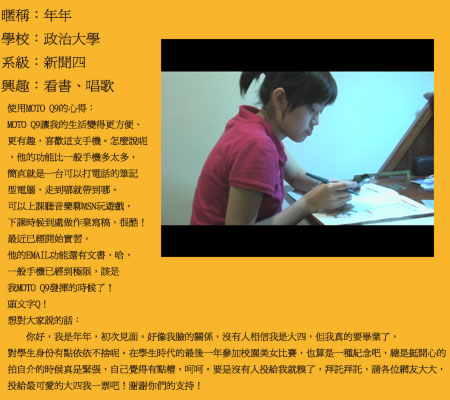 暱稱：年年
學校：政治大學
系級：新聞四
興趣：看書、唱歌
使用MOTO Q9的心得：
MOTO Q9讓我的生活變得更方便、
更有趣，喜歡這支手機。怎麼說呢
，他的功能比一般手機多太多，
簡直就是一台可以打電話的筆記
型電腦，走到哪就帶到哪。
可以上課聽音樂聊MSN玩遊戲，
下課時候到處做作業寫稿，很酷！
最近已經開始實習，
他的EMAIL功能還有文書，哈，
一般手機已經到極限，該是
我MOTO Q9發揮的時候了！
頭文字Q！
想對大家說的話：
你好，我是年年，初次見面。好像我臉的關係，沒有人相信我是大四，但我真的要畢業了，
對學生身份有點依依不捨呢。在學生時代的最後一年參加校園美女比賽，也算是一種紀念吧，總是挺開心的
拍自介的時候真是緊張，自己覺得有點糟，呵呵。要是沒有人投給我就糗了，拜託拜託，請各位網友大大，
投給最可愛的大四我一票吧！謝謝你們的支持！